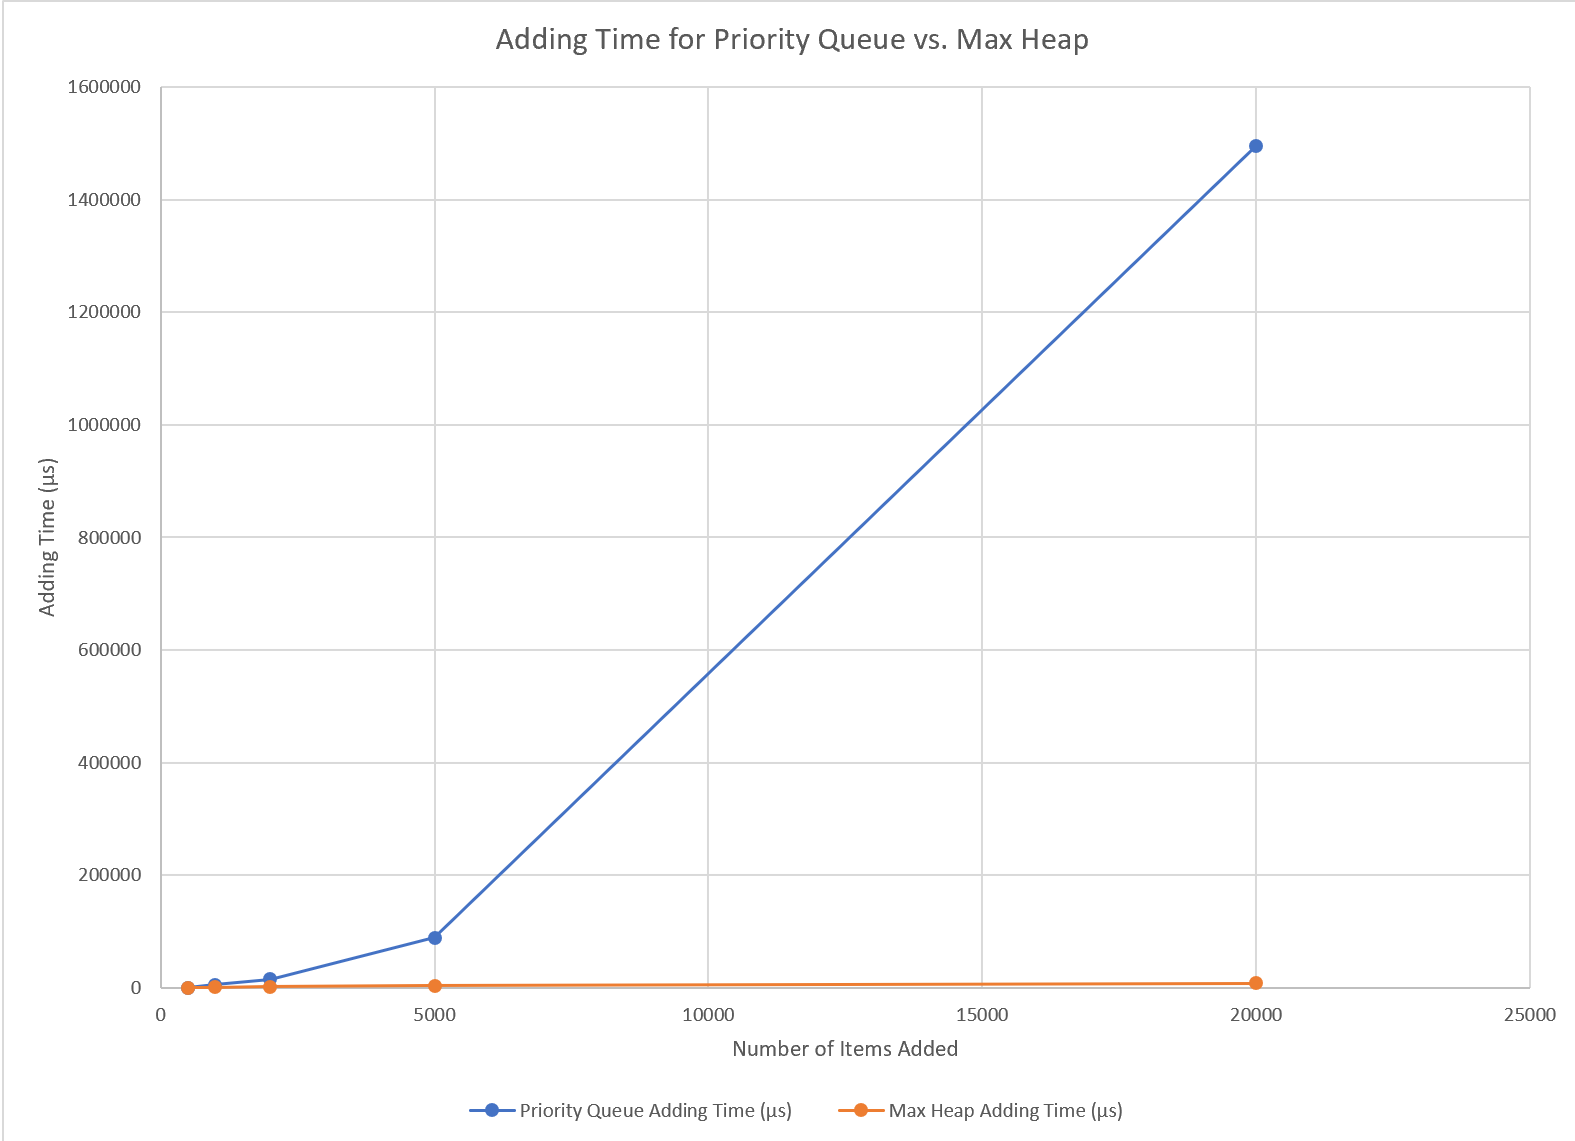 Adding Time for Priority Queue vs. Max Heap
1600000
1400000
1200000
1000000
800000
600000
400000
200000
0
Adding Time (µs)
0 5000 10000 15000 20000 25000
Number of Items Added
Priority Queue Adding Time (µs) Max Heap Adding Time (µs)